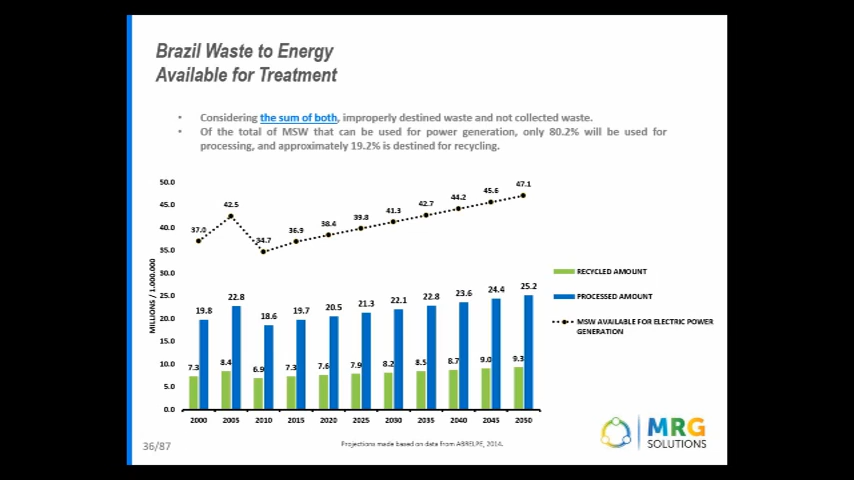 Brazil Waste to Energy
Available for Treatment
• Considering the sum of both, improperly destined waste and not collected waste.
• Of the total of MSW that can be used for power generation, only 80.2% will be used for
processing, and approximately 19.2% is destined for recycling.
50.0
45.0
40.0
35.0
30.0
25.0
20.0
15.0
10.0
5.0
0.0
MILLIONS / 1.000.000
37.0 42.5 34.7 36.9 38.4 39.8 41.3 42.7 44.2 45.6 47.1
19.8 22.8 18.6 19.7 20.5 21.3 22.1 22.8 23.6 24.4 25.2
7.3 8.4 6.9 7.3 7.6 7.9 8.2 8.5 8.7 9.0 9.3
2000 2005 2010 2015 2020 2025 2030 2035 2040 2045 2050
RECYCLED AMOUNT
PROCESSED AMOUNT
MSW AVAILABLE FOR ELECTRIC POWER
GENERATION
Projections made based on data from ABRELPE, 2014.
36/87
MRG
SOLUTIONS